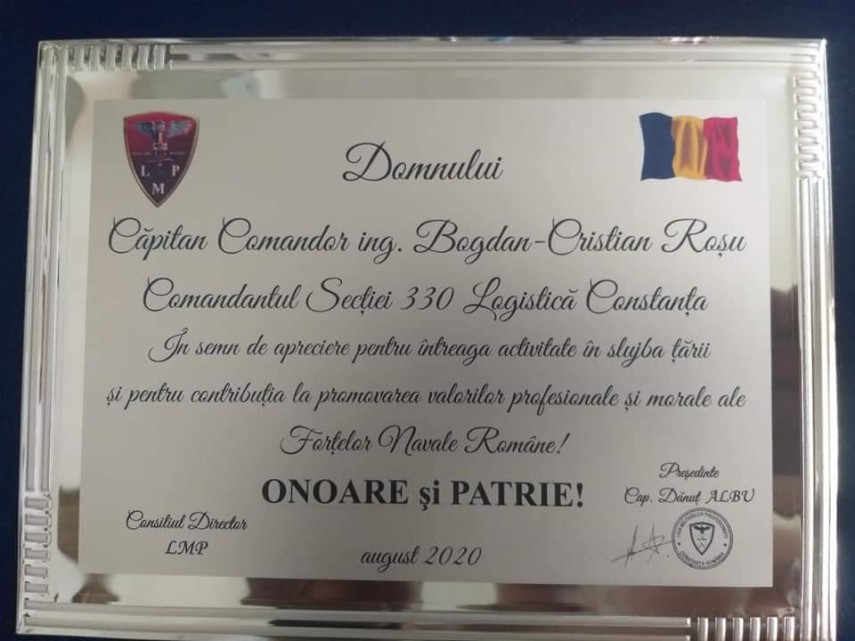 L P
M
Domnului
Căpitan Comandor ing. Bogdan-Cristian Roșu
Comandantul Secției 330 Logistică Constanța
În semn de apreciere pentru întreaga activitate în slujba țării
și pentru contribuția la promovarea valorilor profesionale și morale ale
Forțelor Navale Române!
ONOARE și PATRIE!
Președinte
Cap. Dănuț ALBU
Consiliul Director
LMP
august 2020